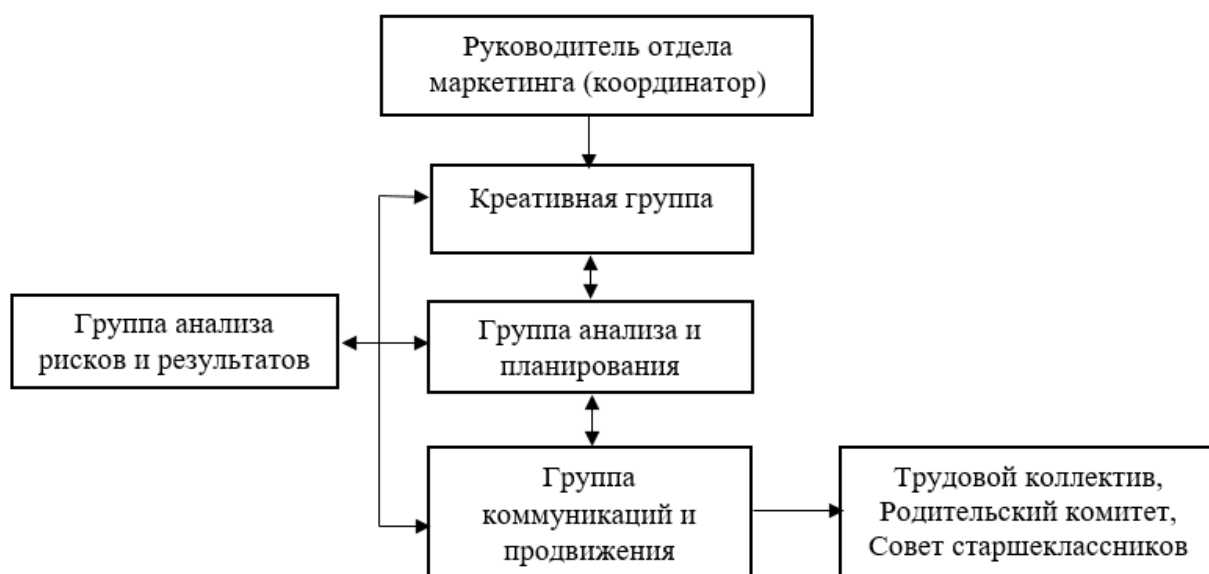 Руководитель отдела
маркетинга (координатор)
Креативная группа
Группа анализа
рисков и результатов
Группа анализа и
планирования
Группа
коммуникаций и
продвижения
Трудовой коллектив,
Родительский комитет,
Совет старшеклассников